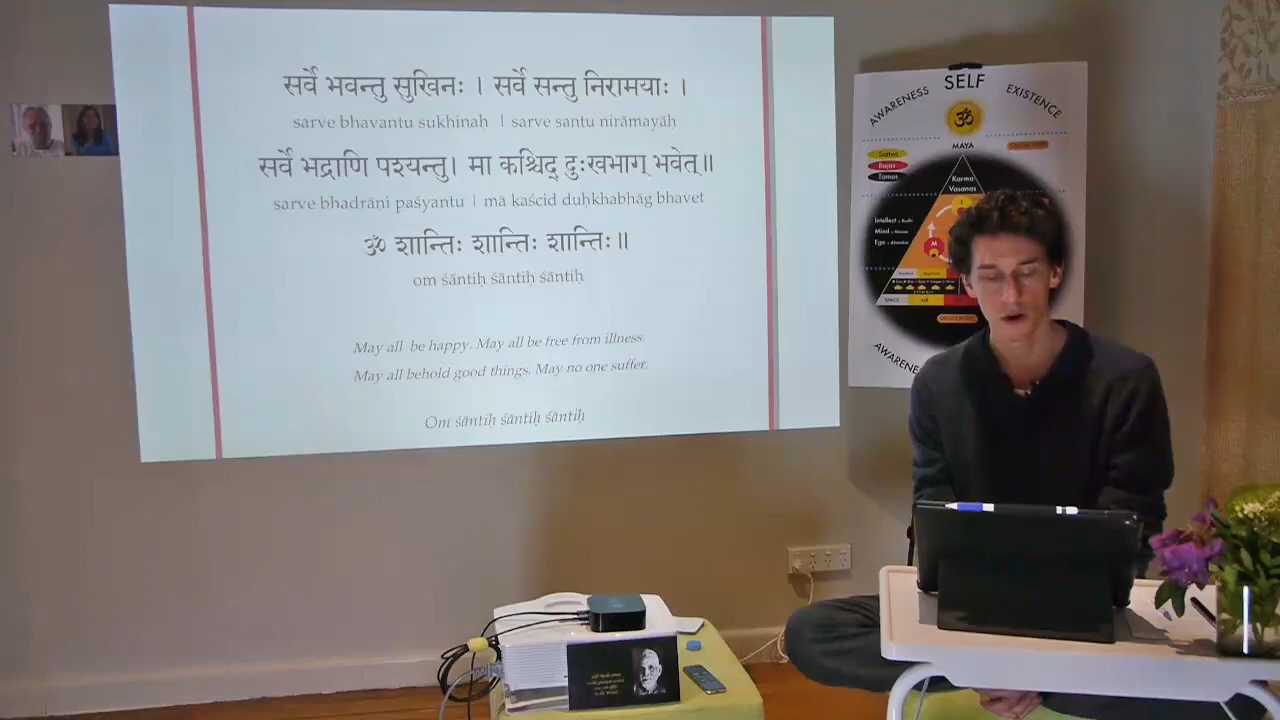 सर्वे भवन्तु सुखिनः । सर्वे सन्तु निरामयाः ।
sarve bhavantu sukhinaḥ | sarve santu nirāmayāḥ
सर्वे भद्राणि पश्यन्तु। मा कश्चिद् दुःखभाग् भवेत्॥
sarve bhadrāṇi paśyantu | mā kaścid duḥkhabhāg bhavet
ॐ शान्तिः शान्तिः शान्तिः॥
om śāntiḥ śāntiḥ śāntiḥ
May all be happy. May all be free from illness.
May all behold good things. May no one suffer.
Om śāntiḥ śāntiḥ śāntiḥ
SELF
AWARENESS
EXISTENCE
ॐ
MAYA
Sattva
Rajas
Tamas
Karma
Vasanas
Intellect
Mind
Ego
M
SPACE
AIR